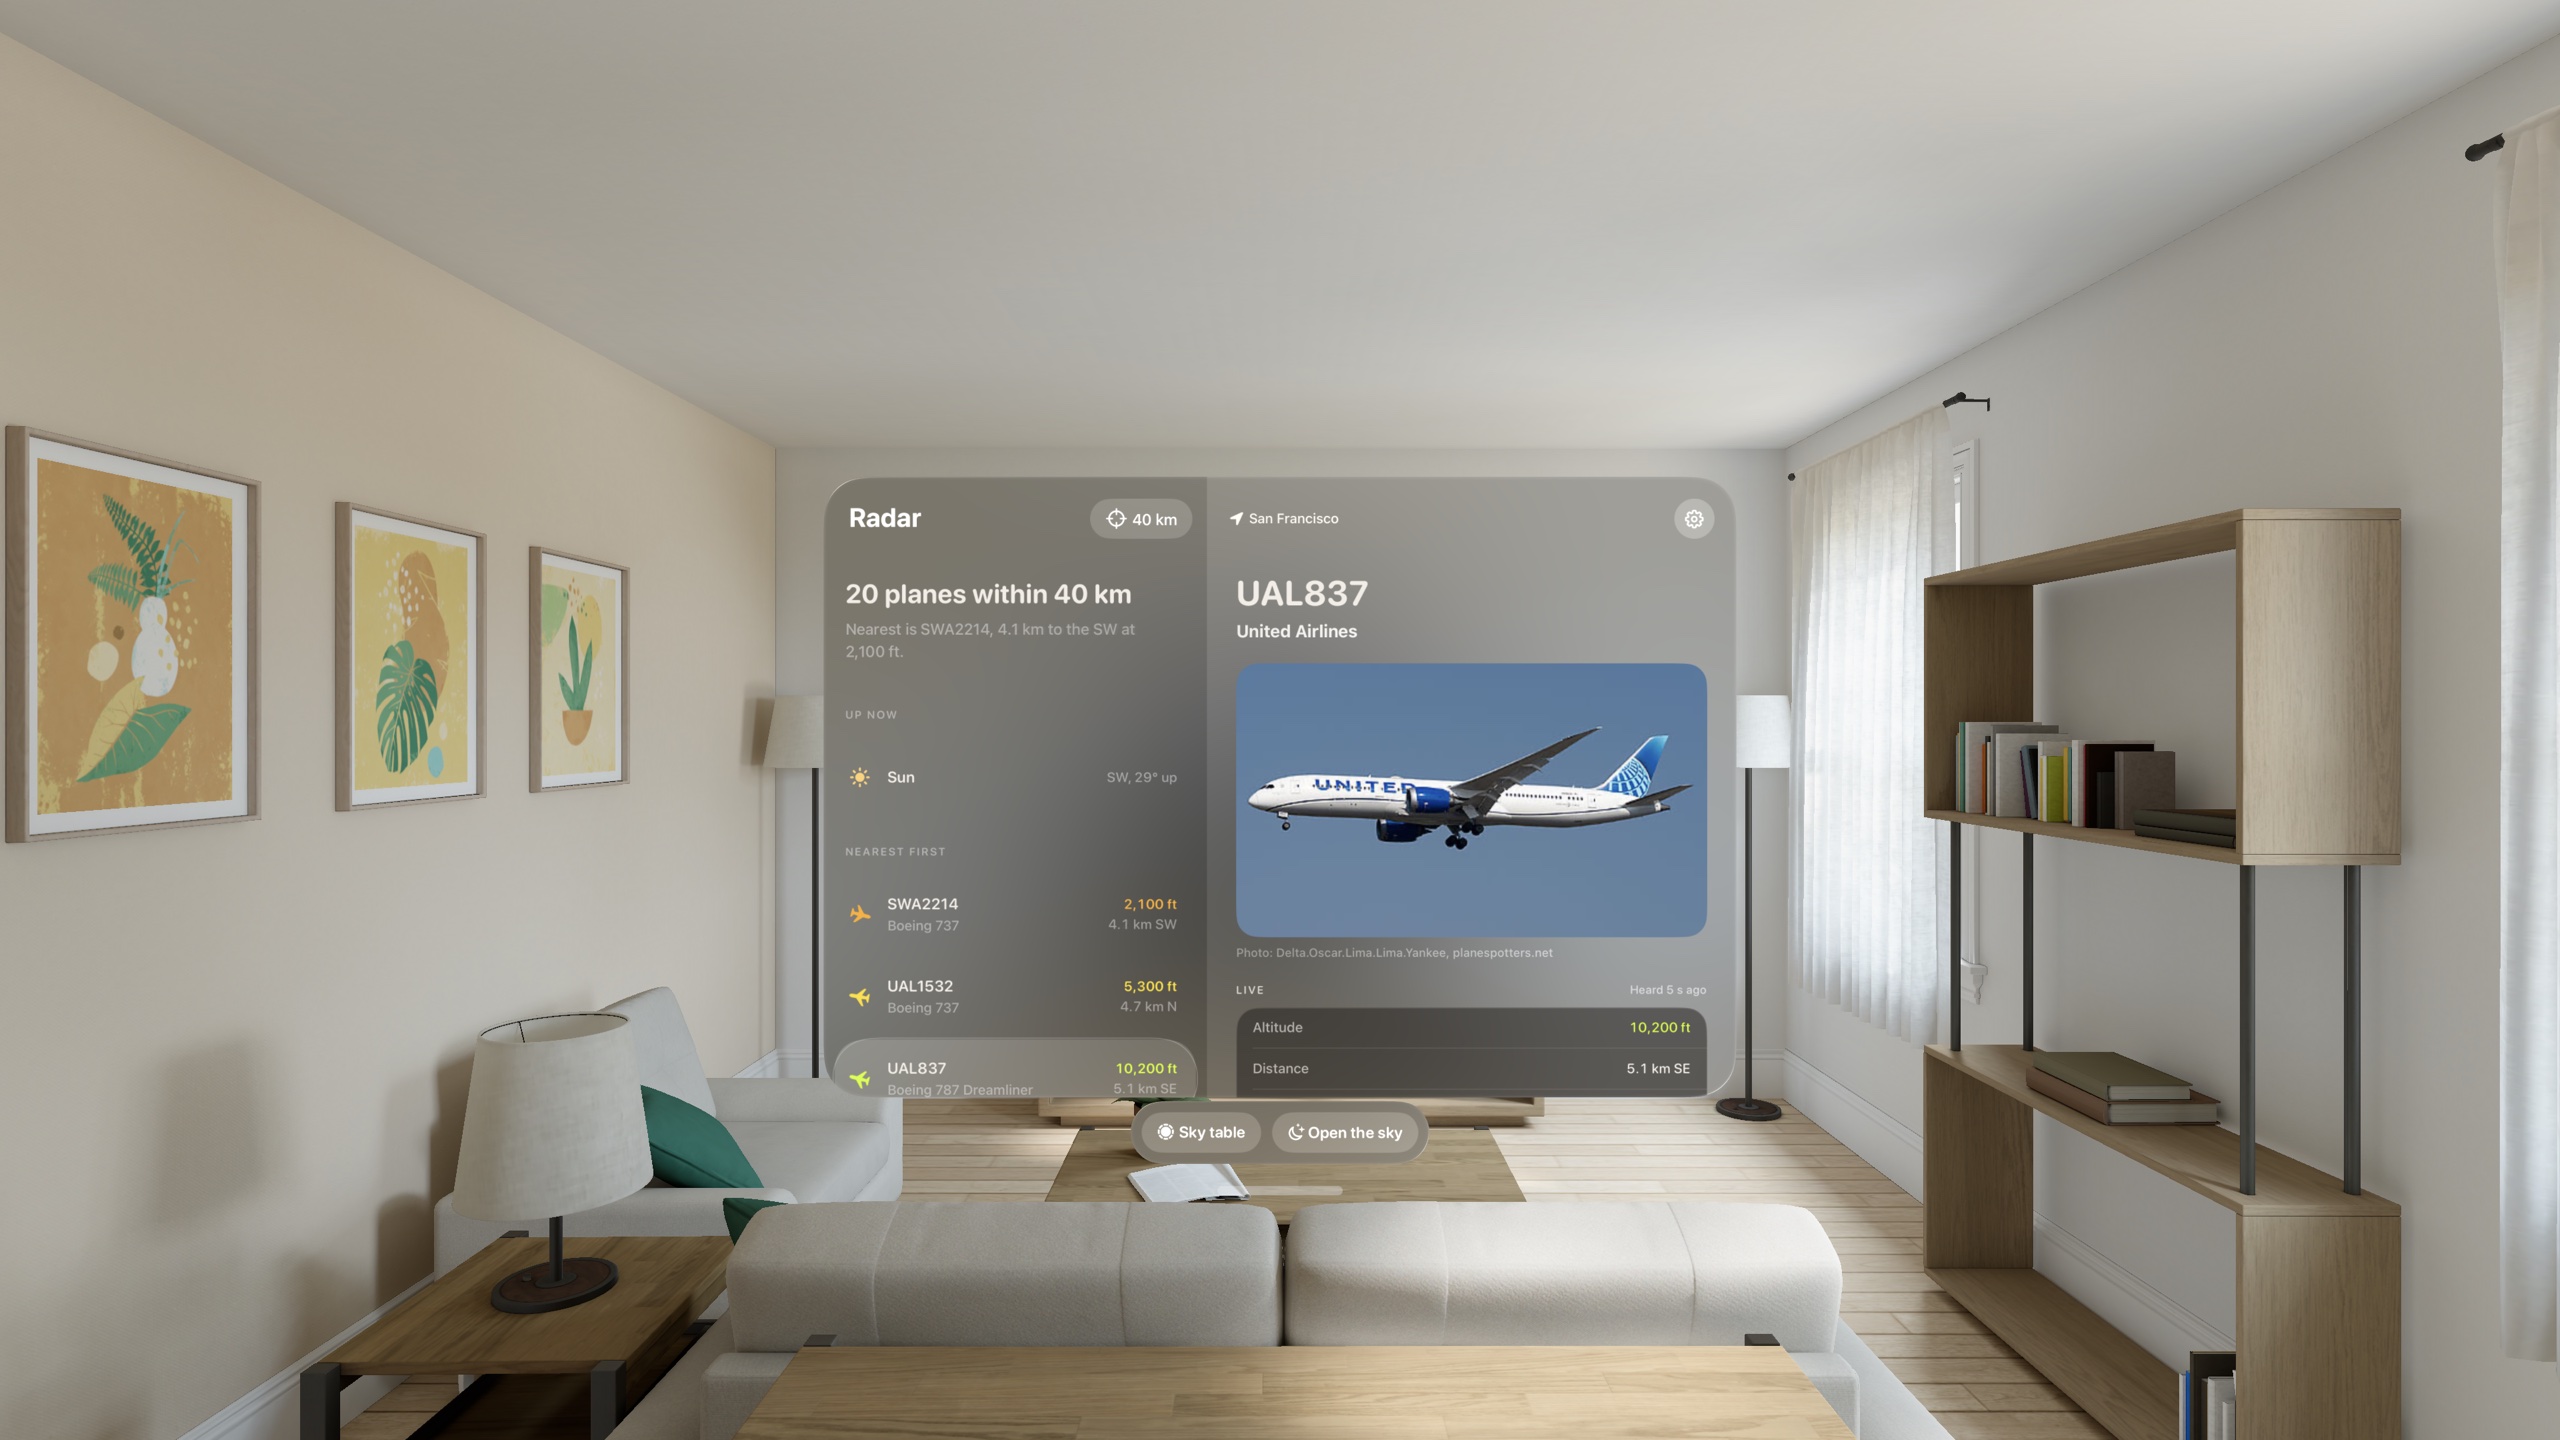 Radar
40 km
20 planes within 40 km
Nearest is SWA2214, 4.1 km to the SW at
2,100 ft.
UP NOW
Sun
SW, 29° up
NEAREST FIRST
SWA2214
2,100 ft
Boeing 737
4.1 km SW
UAL1532
5,300 ft
Boeing 737
4.7 km N
UAL837
10,200 ft
Boeing 787 Dreamliner
5.1 km SE
San Francisco
UAL837
United Airlines
UNITED
Photo: Delta.Oscar.Lima.Lima.Yankee, planespotters.net
LIVE
Heard 5 s ago
Altitude
10,200 ft
Distance
5.1 km SE
Sky table
Open the sky